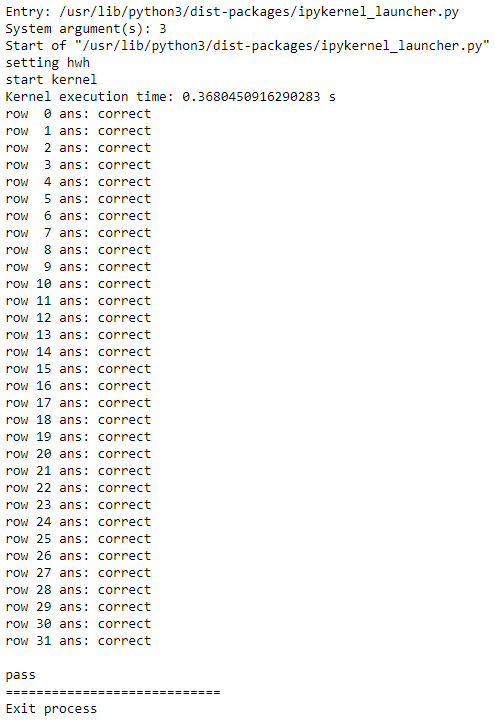 Entry: /usr/lib/python3/dist-packages/ipykernel_launcher.py
System argument(s): 3
Start of "/usr/lib/python3/dist-packages/ipykernel_launcher.py"
setting hwh
start kernel
Kernel execution time: 0.3680450916290283 s
row  0 ans: correct
row  1 ans: correct
row  2 ans: correct
row  3 ans: correct
row  4 ans: correct
row  5 ans: correct
row  6 ans: correct
row  7 ans: correct
row  8 ans: correct
row  9 ans: correct
row 10 ans: correct
row 11 ans: correct
row 12 ans: correct
row 13 ans: correct
row 14 ans: correct
row 15 ans: correct
row 16 ans: correct
row 17 ans: correct
row 18 ans: correct
row 19 ans: correct
row 20 ans: correct
row 21 ans: correct
row 22 ans: correct
row 23 ans: correct
row 24 ans: correct
row 25 ans: correct
row 26 ans: correct
row 27 ans: correct
row 28 ans: correct
row 29 ans: correct
row 30 ans: correct
row 31 ans: correct

pass
============================
Exit process